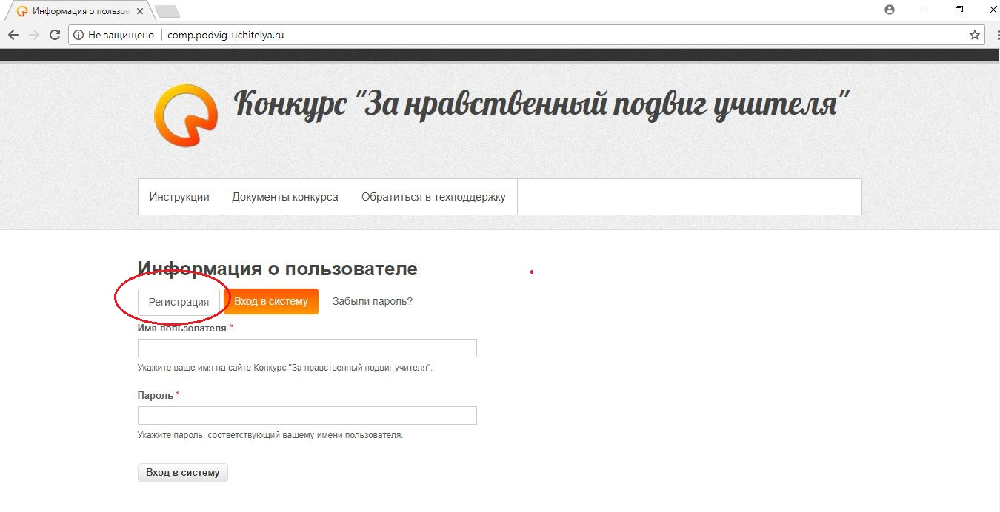 Информация о пользов
Не защищено
comp.podvig-uchitelya.ru
Конкурс "За нравственный подвиг учителя"
Инструкции
Документы конкурса
Обратиться в техподдержку
Информация о пользователе
Регистрация
Вход в систему
Забыли пароль?
Имя пользователя *
Укажите ваше имя на сайте Конкурс "За нравственный подвиг учителя".
Пароль *
Укажите пароль, соответствующий вашему имени пользователя.
Вход в систему